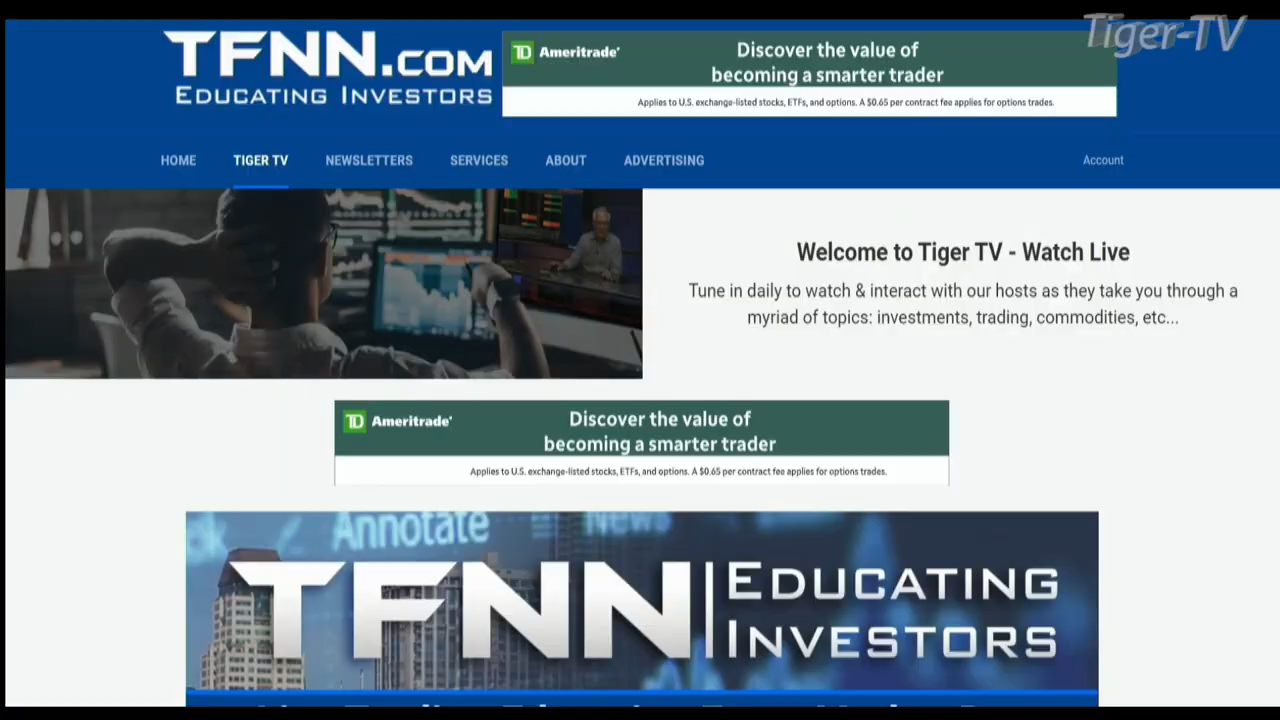 Tiger-TV
TFNN.COM
EDUCATING INVESTORS
TD Ameritrade
Discover the value of
becoming a smarter trader
Applies to U.S. exchange-listed stocks, ETFs, and options. A $0.65 per contract fee applies for options trades.
HOME TIGER TV NEWSLETTERS SERVICES ABOUT ADVERTISING Account
Welcome to Tiger TV - Watch Live
Tune in daily to watch & interact with our hosts as they take you through a
myriad of topics: investments, trading, commodities, etc...
TD Ameritrade
Discover the value of
becoming a smarter trader
Applies to U.S. exchange-listed stocks, ETFs, and options. A $0.65 per contract fee applies for options trades.
Annotate News
TFNN EDUCATING
INVESTORS